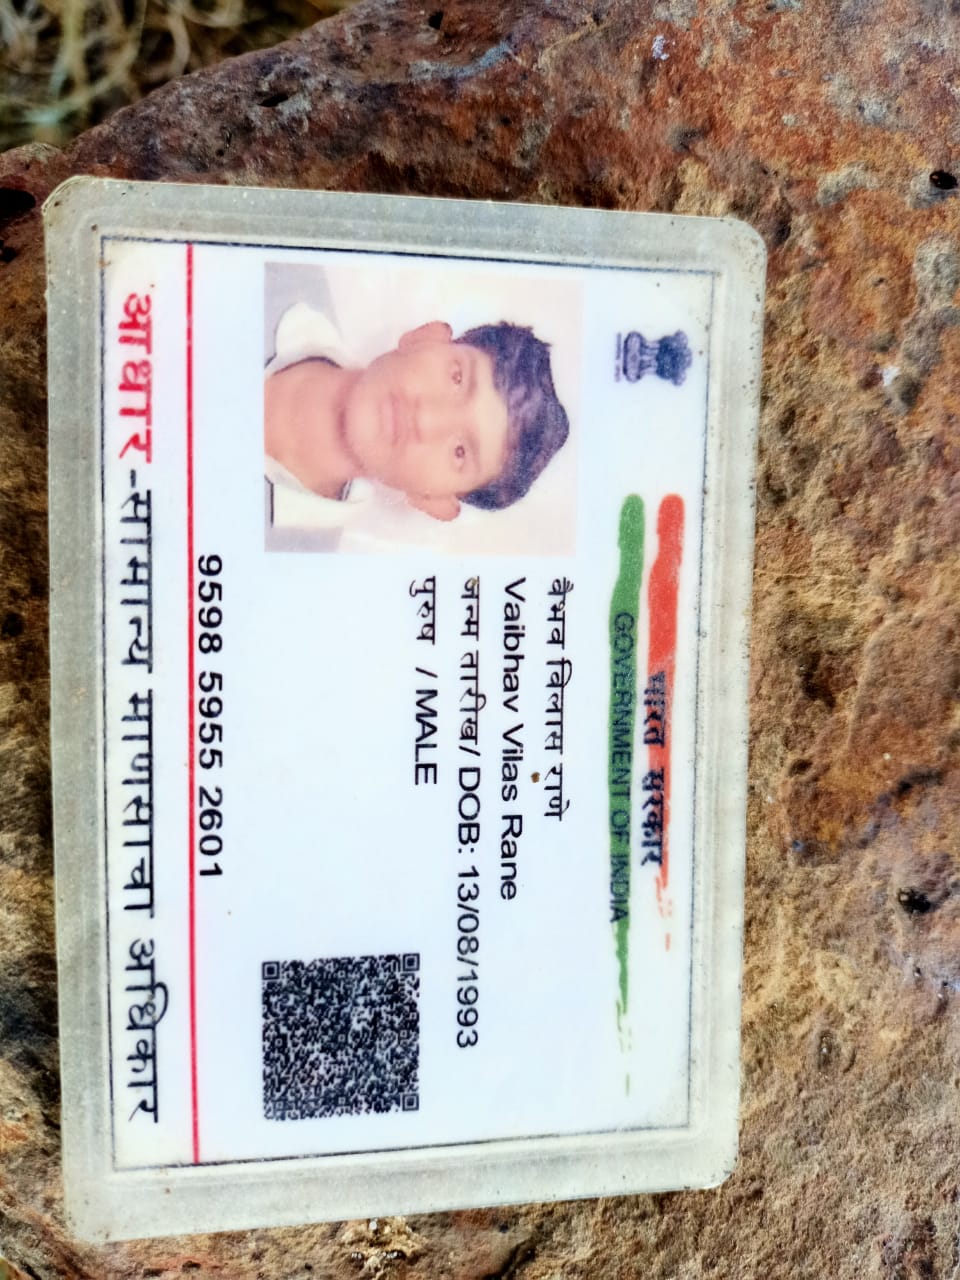 भारत सरकार
GOVERNMENT OF INDIA
वैभव विलास राणे
Vaibhav Vilas Rane
जन्म तारीख/ DOB: 13/08/1993
पुरुष / MALE
9598 5955 2601
आधार-सामान्य माणसाचा अधिकार